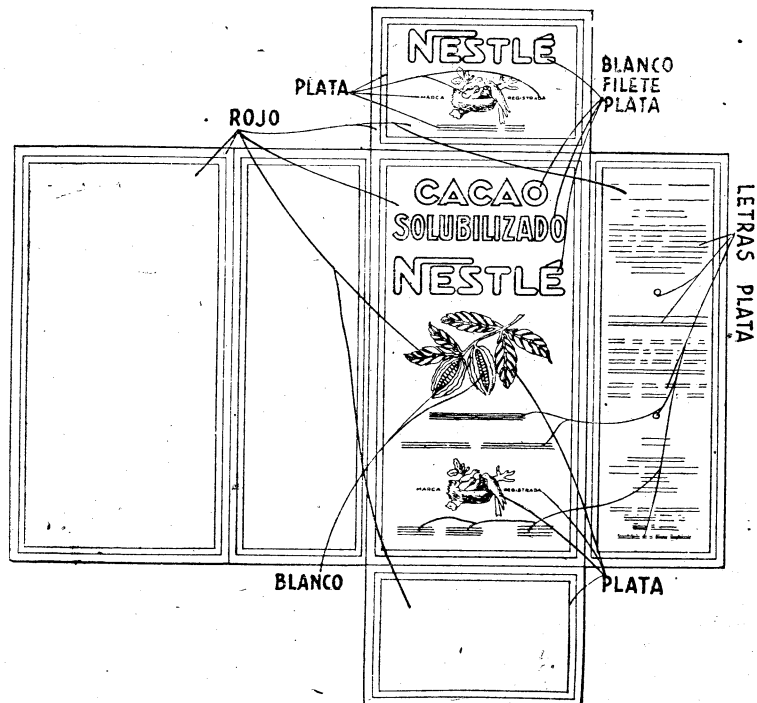 NESTLÉ
MARCA REGISTRADA
PLATA
BLANCO
FILETE
PLATA
ROJO
CACAO
SOLUBILIZADO
NESTLÉ
LETRAS PLATA
MARCA REGISTRADA
BLANCO
PLATA